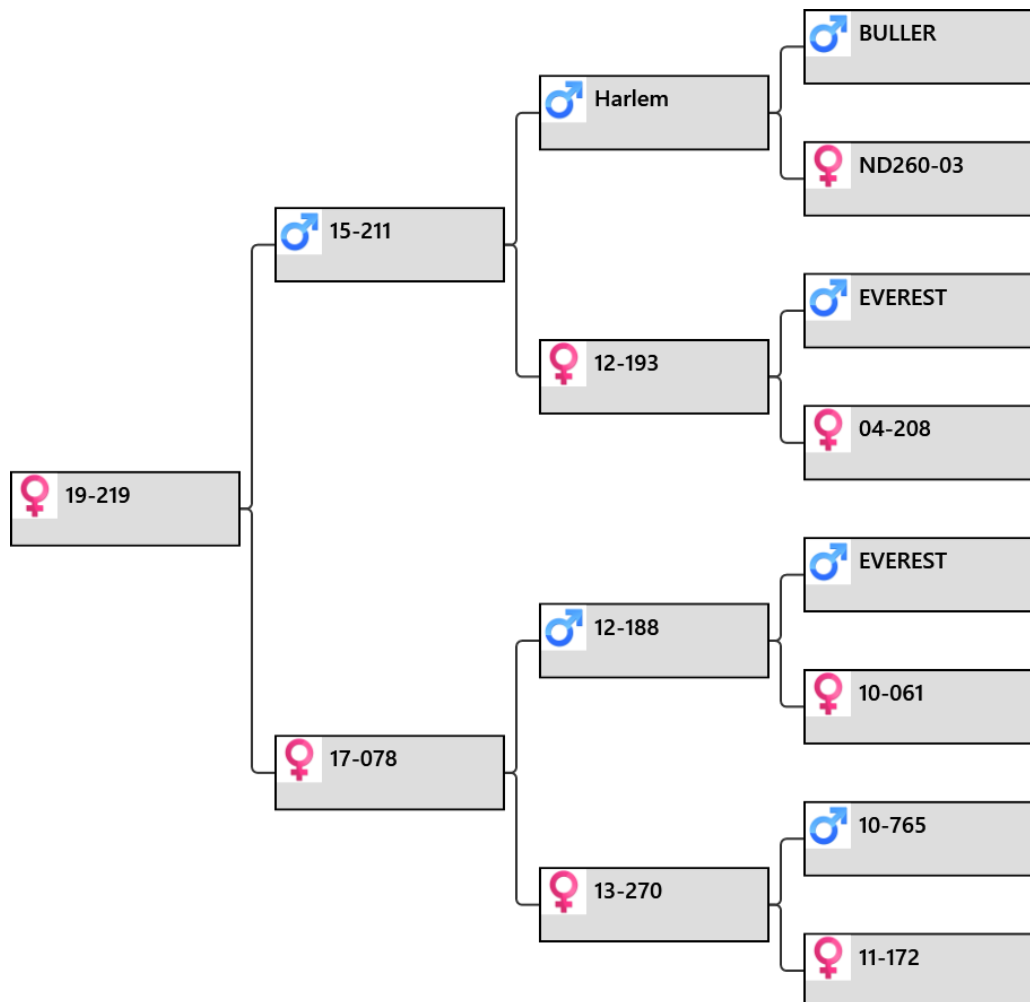 BULLER
Harlem
ND260-03
15-211
EVEREST
12-193
04-208
19-219
EVEREST
12-188
10-061
17-078
10-765
13-270
11-172